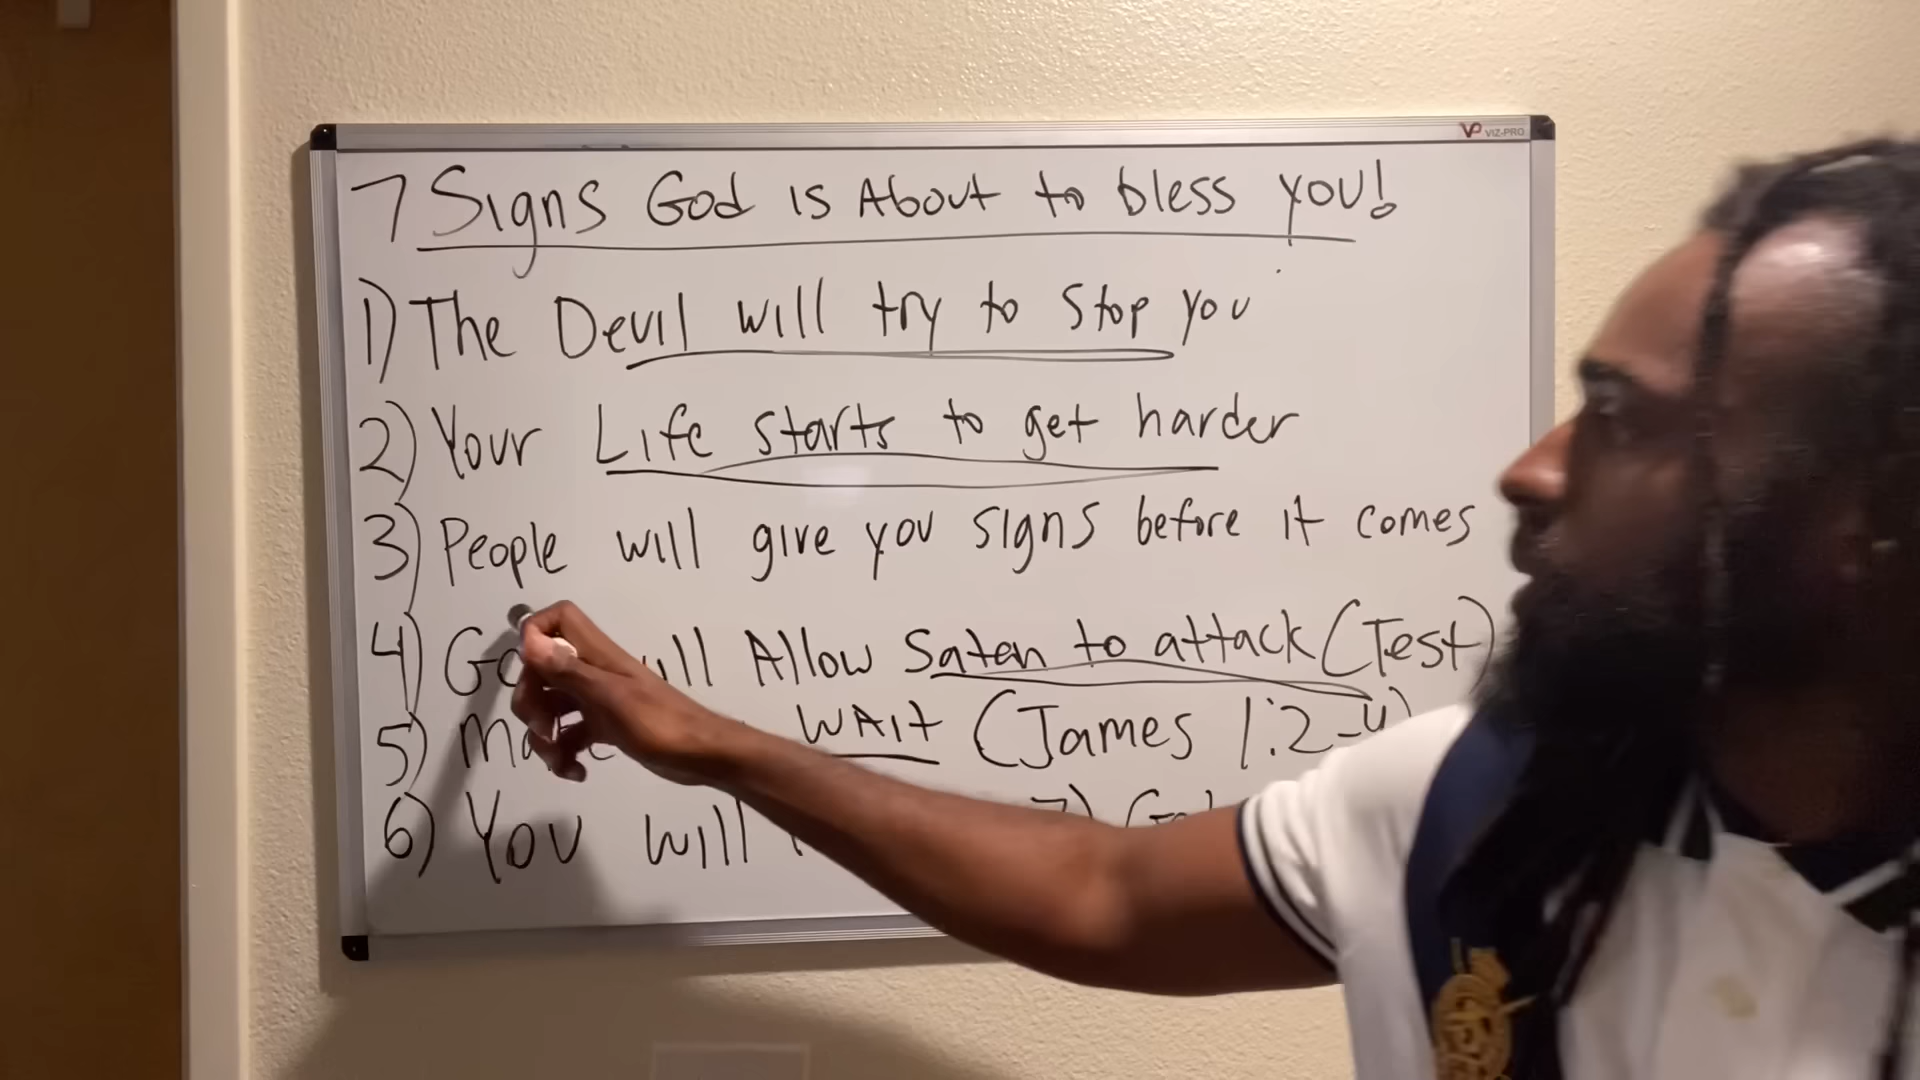 VP VIZ-PRO
7 Signs God is About to bless you!
1) The Devil will try to stop you
2) Your Life starts to get harder
3) People will give you signs before it comes
4) will Allow Saten to attack (Test)
5) WAIt (James 1:2-4)
6) You will 7)